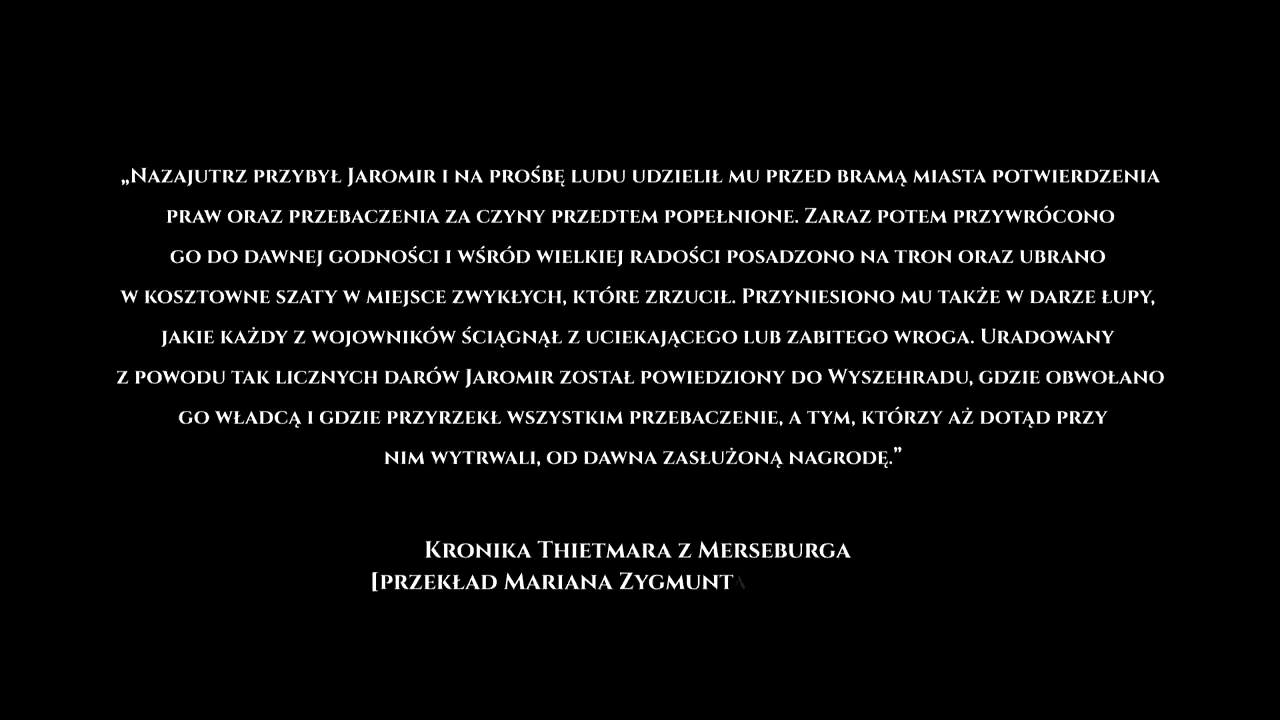 „Nazajutrz przybył Jaromir i na prośbę ludu udzielił mu przed bramą miasta potwierdzenia
praw oraz przebaczenia za czyny przedtem popełnione. Zaraz potem przywrócono
go do dawnej godności i wśród wielkiej radości posadzono na tron oraz ubrano
w kosztowne szaty w miejsce zwykłych, które zrzucił. Przyniesiono mu także w darze łupy,
jakie każdy z wojowników ściągnął z uciekającego lub zabitego wroga. Uradowany
z powodu tak licznych darów Jaromir został powiedziony do Wyszehradu, gdzie obwołano
go władcą i gdzie przyrzekł wszystkim przebaczenie, a tym, którzy aż dotąd przy
nim wytrwali, od dawna zasłużoną nagrodę.”
Kronika Thietmara z Merseburga
[przekład Mariana Zygmunta